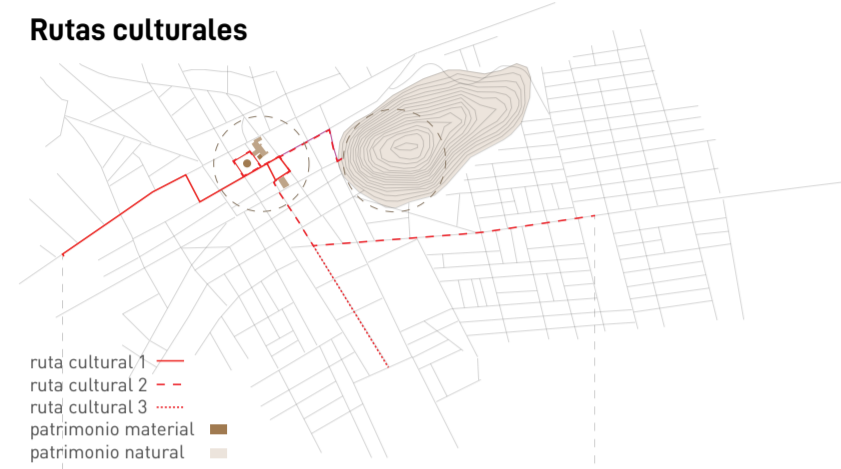 Rutas culturales
ruta cultural 1
ruta cultural 2
ruta cultural 3
patrimonio material
patrimonio natural